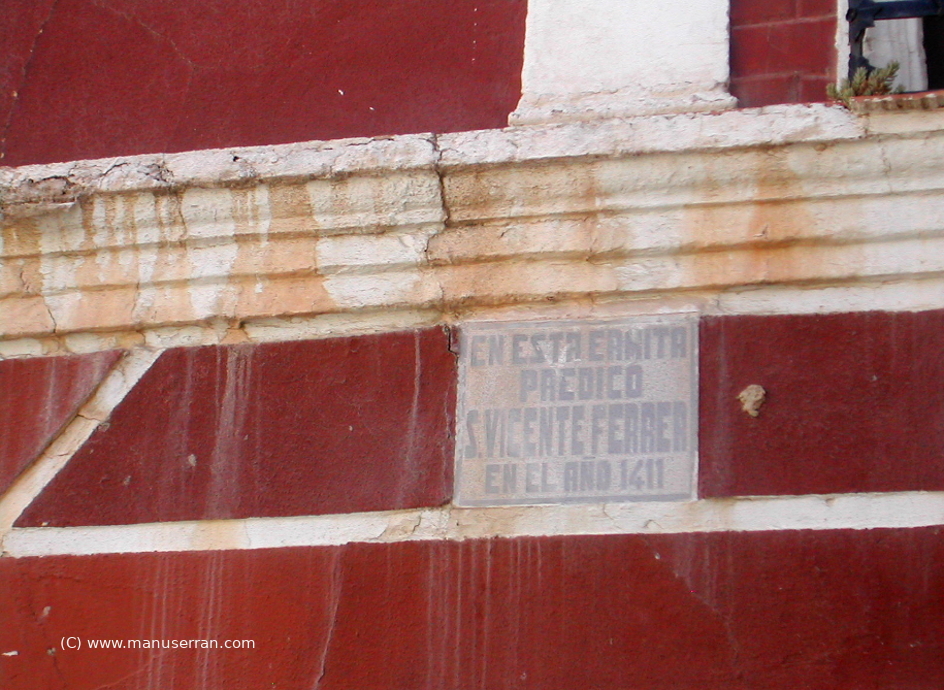 EN ESTA ERMITA
PREDICO
S.VICENTE FERRER
EN EL AÑO 1411
(C) www.manuserran.com